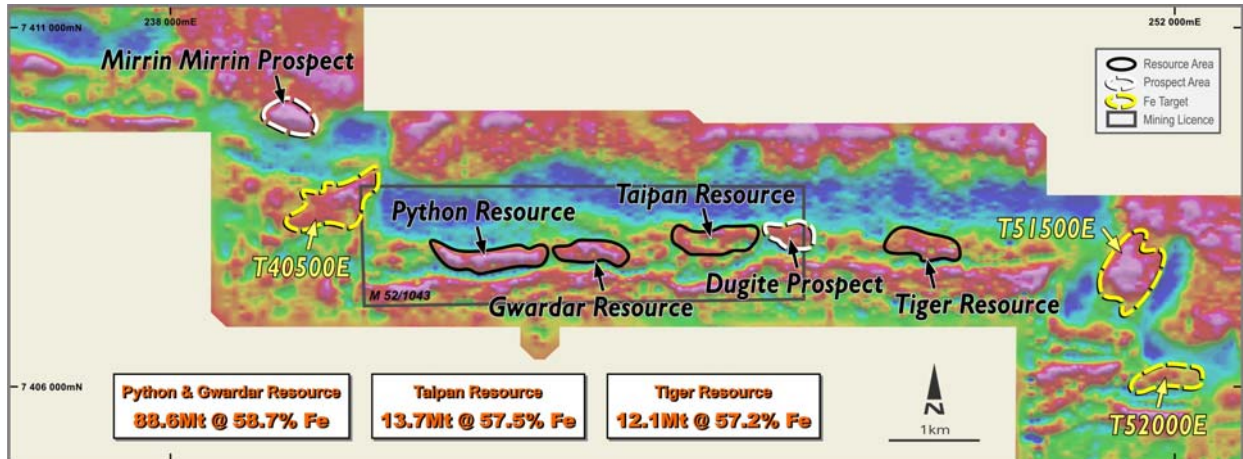 238 000mE
252 000mE
7 411 000mN
Mirrin Mirrin Prospect
Resource Area
Prospect Area
Fe Target
Mining Licence
Taipan Resource
Python Resource
T51500E
T40500E
Dugite Prospect
M 52/1043
Gwardar Resource
Tiger Resource
7 406 000mN
Python & Gwardar Resource
88.6Mt @ 58.7% Fe
Taipan Resource
13.7Mt @ 57.5% Fe
Tiger Resource
12.1Mt @ 57.2% Fe
N
1km
T52000E